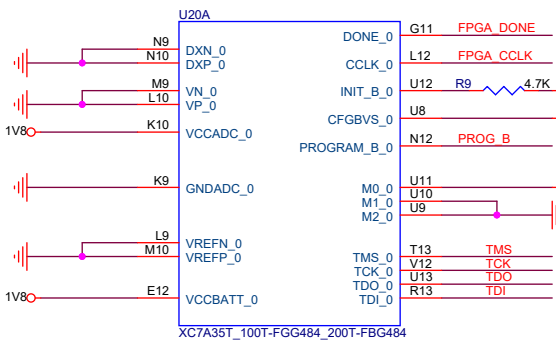 U20A
N9 DXN_0 DONE_0 G11 FPGA_DONE
N10 DXP_0 CCLK_0 L12 FPGA_CCLK
M9 VN_0 INIT_B_0 U12 R9 4.7K
L10 VP_0 CFGBVS_0 U8
1V8 K10 VCCADC_0 PROGRAM_B_0 N12 PROG_B
K9 GNDADC_0 M0_0 U11
M1_0 U10
M2_0 U9
L9 VREFN_0
M10 VREFP_0 TMS_0 T13 TMS
TCK_0 V12 TCK
TDO_0 U13 TDO
1V8 E12 VCCBATT_0 TDI_0 R13 TDI
XC7A35T_100T-FGG484_200T-FBG484